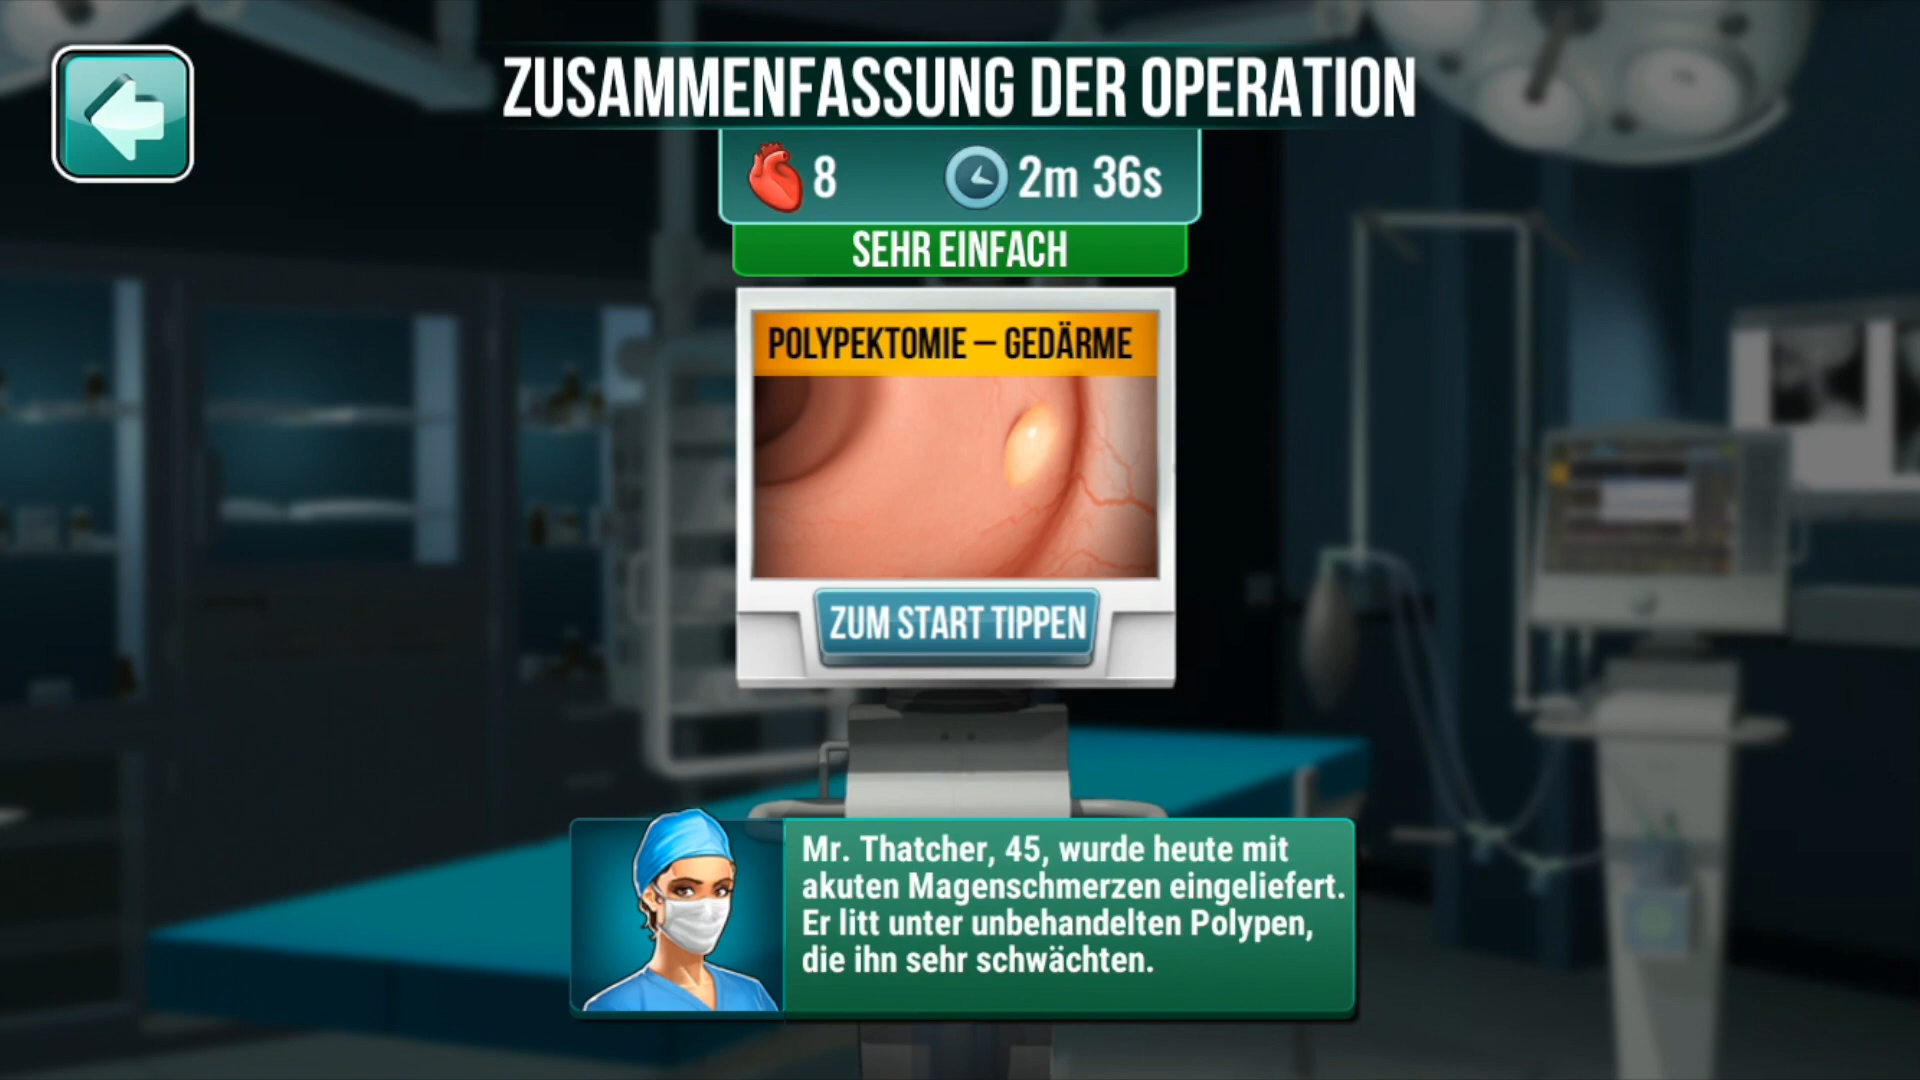 ZUSAMMENFASSUNG DER OPERATION
8
2m 36s
SEHR EINFACH
POLYPEKTOMIE – GEDÄRME
ZUM START TIPPEN
Mr. Thatcher, 45, wurde heute mit
akuten Magenschmerzen eingeliefert.
Er litt unter unbehandelten Polypen,
die ihn sehr schwächten.